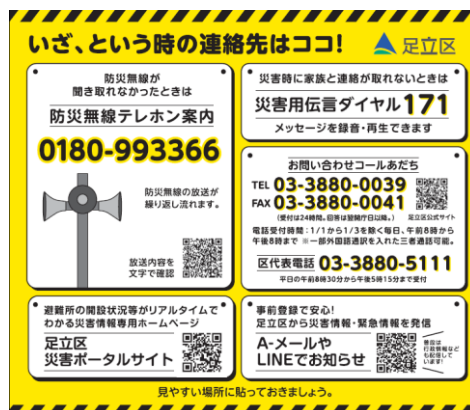 いざ、という時の連絡先はココ!
足立区
防災無線が
聞き取れなかったときは
防災無線テレホン案内
0180-993366
防災無線の放送が
繰り返し流れます。
放送内容を
文字で確認
災害時に家族と連絡が取れないときは
災害用伝言ダイヤル171
メッセージを録音・再生できます
お問い合わせコールあだち
TEL 03-3880-0039
FAX 03-3880-0041
(受付は24時間。回答は翌開庁日以降。)
足立区公式サイト
電話受付時間:1/1から1/3を除く毎日、午前8時から
午後8時まで ※一部外国語通訳を入れた三者通話可能。
区代表電話 03-3880-5111
平日の午前8時30分から午後5時15分まで受付
避難所の開設状況等がリアルタイムで
わかる災害情報専用ホームページ
足立区
災害ポータルサイト
事前登録で安心!
足立区から災害情報・緊急情報を発信
A-メールや
LINEでお知らせ
普段は
行政情報など
も配信して
います!
見やすい場所に貼っておきましょう。